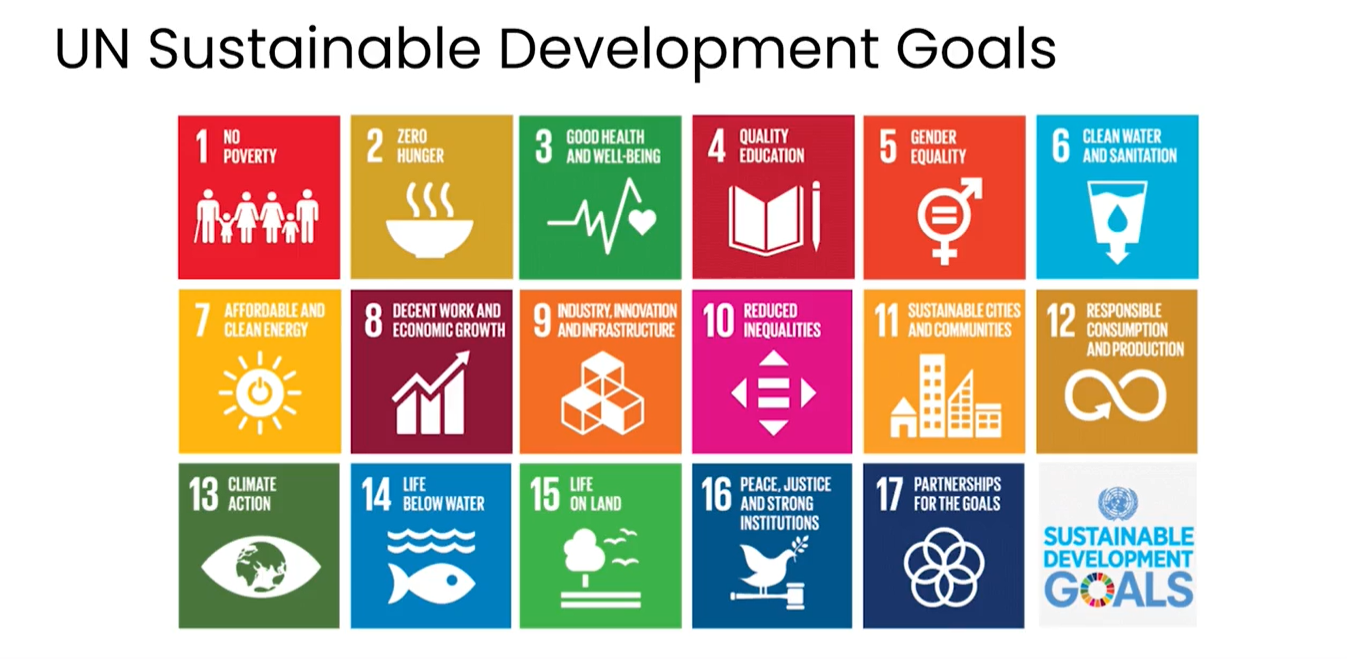 UN Sustainable Development Goals
1 NO
POVERTY
2 ZERO
HUNGER
3 GOOD HEALTH
AND WELL-BEING
4 QUALITY
EDUCATION
5 GENDER
EQUALITY
6 CLEAN WATER
AND SANITATION
7 AFFORDABLE AND
CLEAN ENERGY
8 DECENT WORK AND
ECONOMIC GROWTH
9 INDUSTRY, INNOVATION
AND INFRASTRUCTURE
10 REDUCED
INEQUALITIES
11 SUSTAINABLE CITIES
AND COMMUNITIES
12 RESPONSIBLE
CONSUMPTION
AND PRODUCTION
13 CLIMATE
ACTION
14 LIFE
BELOW WATER
15 LIFE
ON LAND
16 PEACE, JUSTICE
AND STRONG
INSTITUTIONS
17 PARTNERSHIPS
FOR THE GOALS
SUSTAINABLE
DEVELOPMENT
GOALS